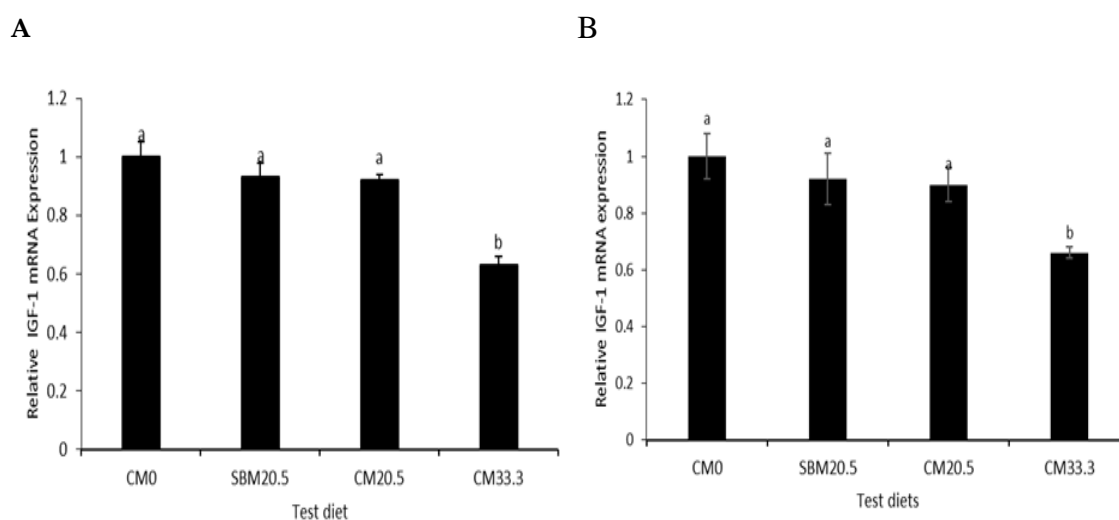 A
Relative IGF-1 mRNA Expression
1.2
1
0.8
0.6
0.4
0.2
0
a
a
a
b
CM0 SBM20.5 CM20.5 CM33.3
Test diet
B
Relative IGF-1 mRNA expression
1.2
1
0.8
0.6
0.4
0.2
0
a
a
a
b
CM0 SBM20.5 CM20.5 CM33.3
Test diets